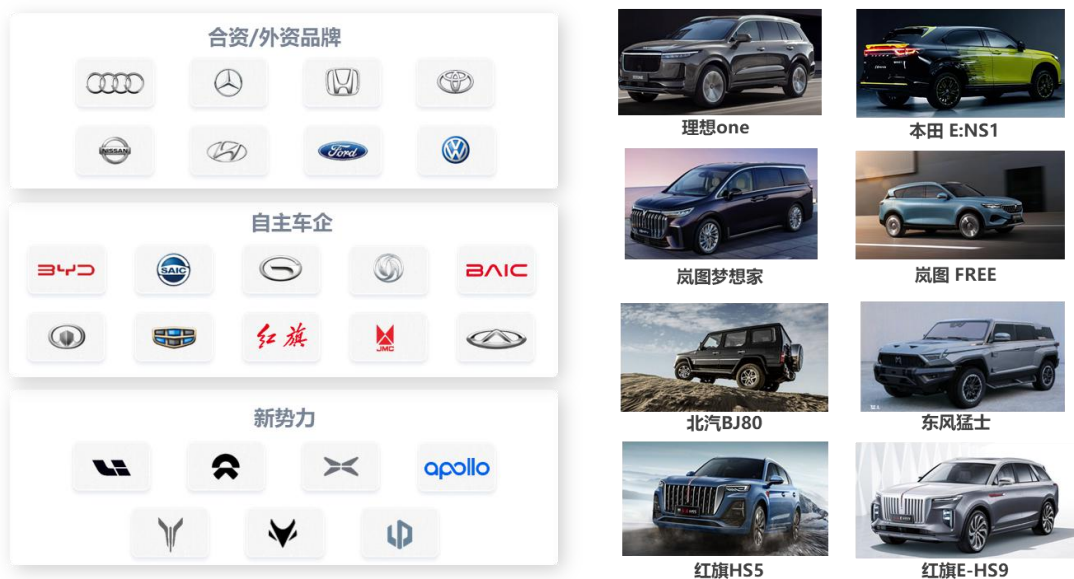 合资/外资品牌
NISSAN
Ford
自主车企
BYD
SAIC
BAIC
红旗
JMC
新势力
apollo
理想one
本田 E:NS1
岚图梦想家
岚图 FREE
北汽BJ80
东风猛士
红旗HS5
红旗E-HS9